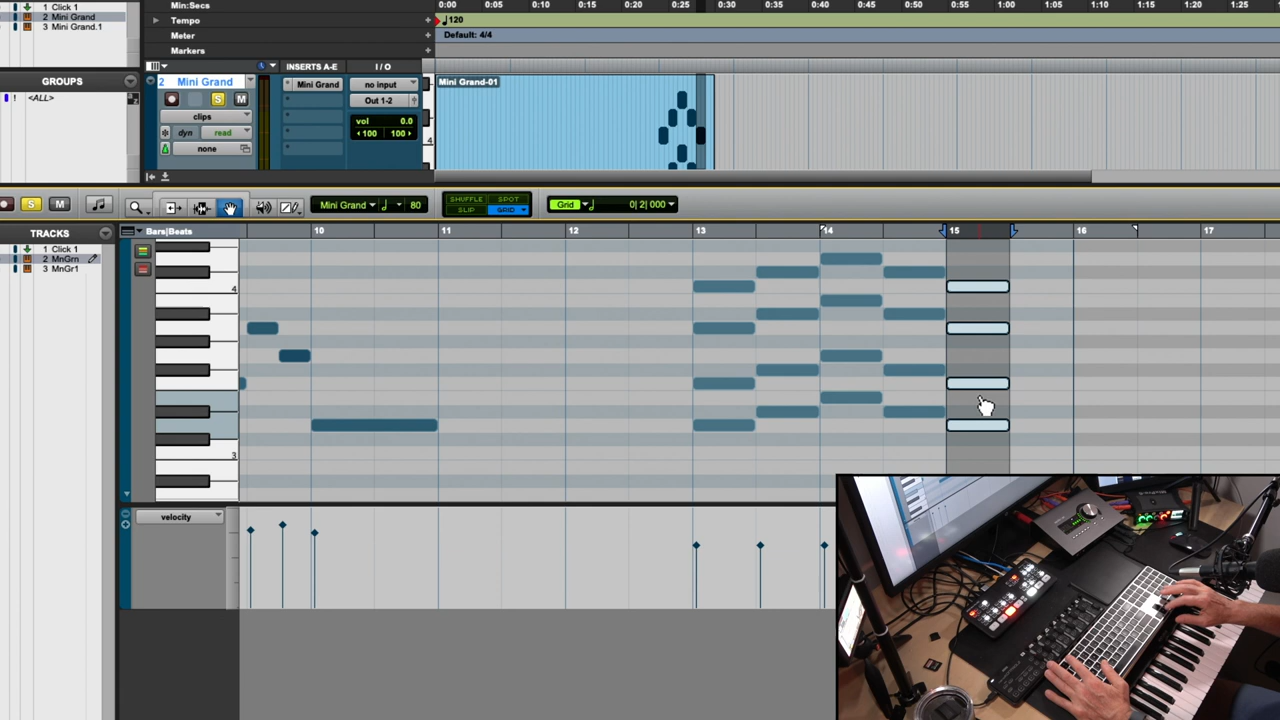 1 Click 1
2 Mini Grand
3 Mini Grand.1
Min:Secs
0:00 0:05 0:10 0:15 0:20 0:25 0:30 0:35 0:40 0:45 0:50 0:55 1:00 1:05 1:10 1:15 1:20 1:25
Tempo
120
Meter
Default: 4/4
Markers
GROUPS
INSERTS A-E
I / O
! <ALL>
2 Mini Grand
Mini Grand
no input
Mini Grand-01
S M
Out 1-2
clips
vol 0.0
dyn read
100 100
4
none
S M
Mini Grand
80
SHUFFLE SPOT
SLIP GRID
Grid
0| 2| 000
TRACKS
Bars|Beats
10 11 12 13 14 15 16 17
1 Click 1
2 MnGrn
3 MnGr1
4
3
velocity